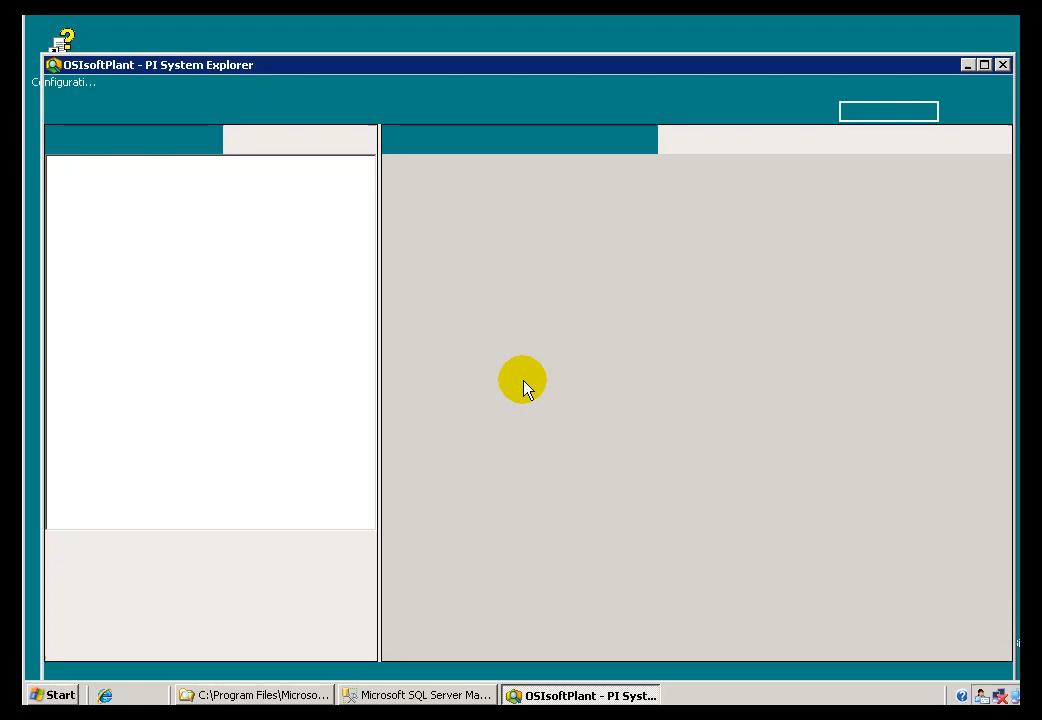 OSIsoftPlant - PI System Explorer
Configurati...
Start
C:\Program Files\Microso...
Microsoft SQL Server Ma...
OSIsoftPlant - PI Syst...